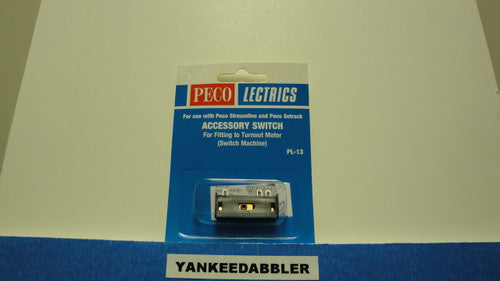 PECO LECTRICS
For use with Peco Streamline and Peco Setrack
ACCESSORY SWITCH
For Fitting to Turnout Motor
(Switch Machine)
PL-13
YANKEEDABBLER